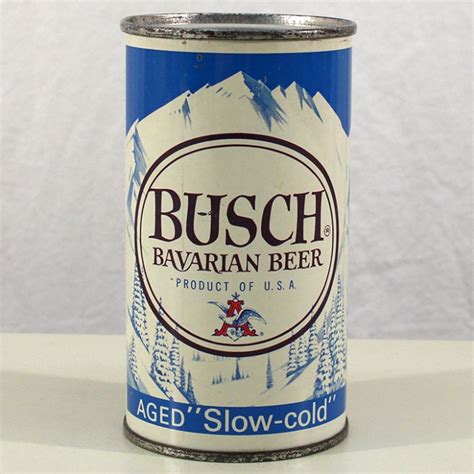 BUSCH®
BAVARIAN BEER
PRODUCT OF U.S.A.
A
AGED "Slow-cold"